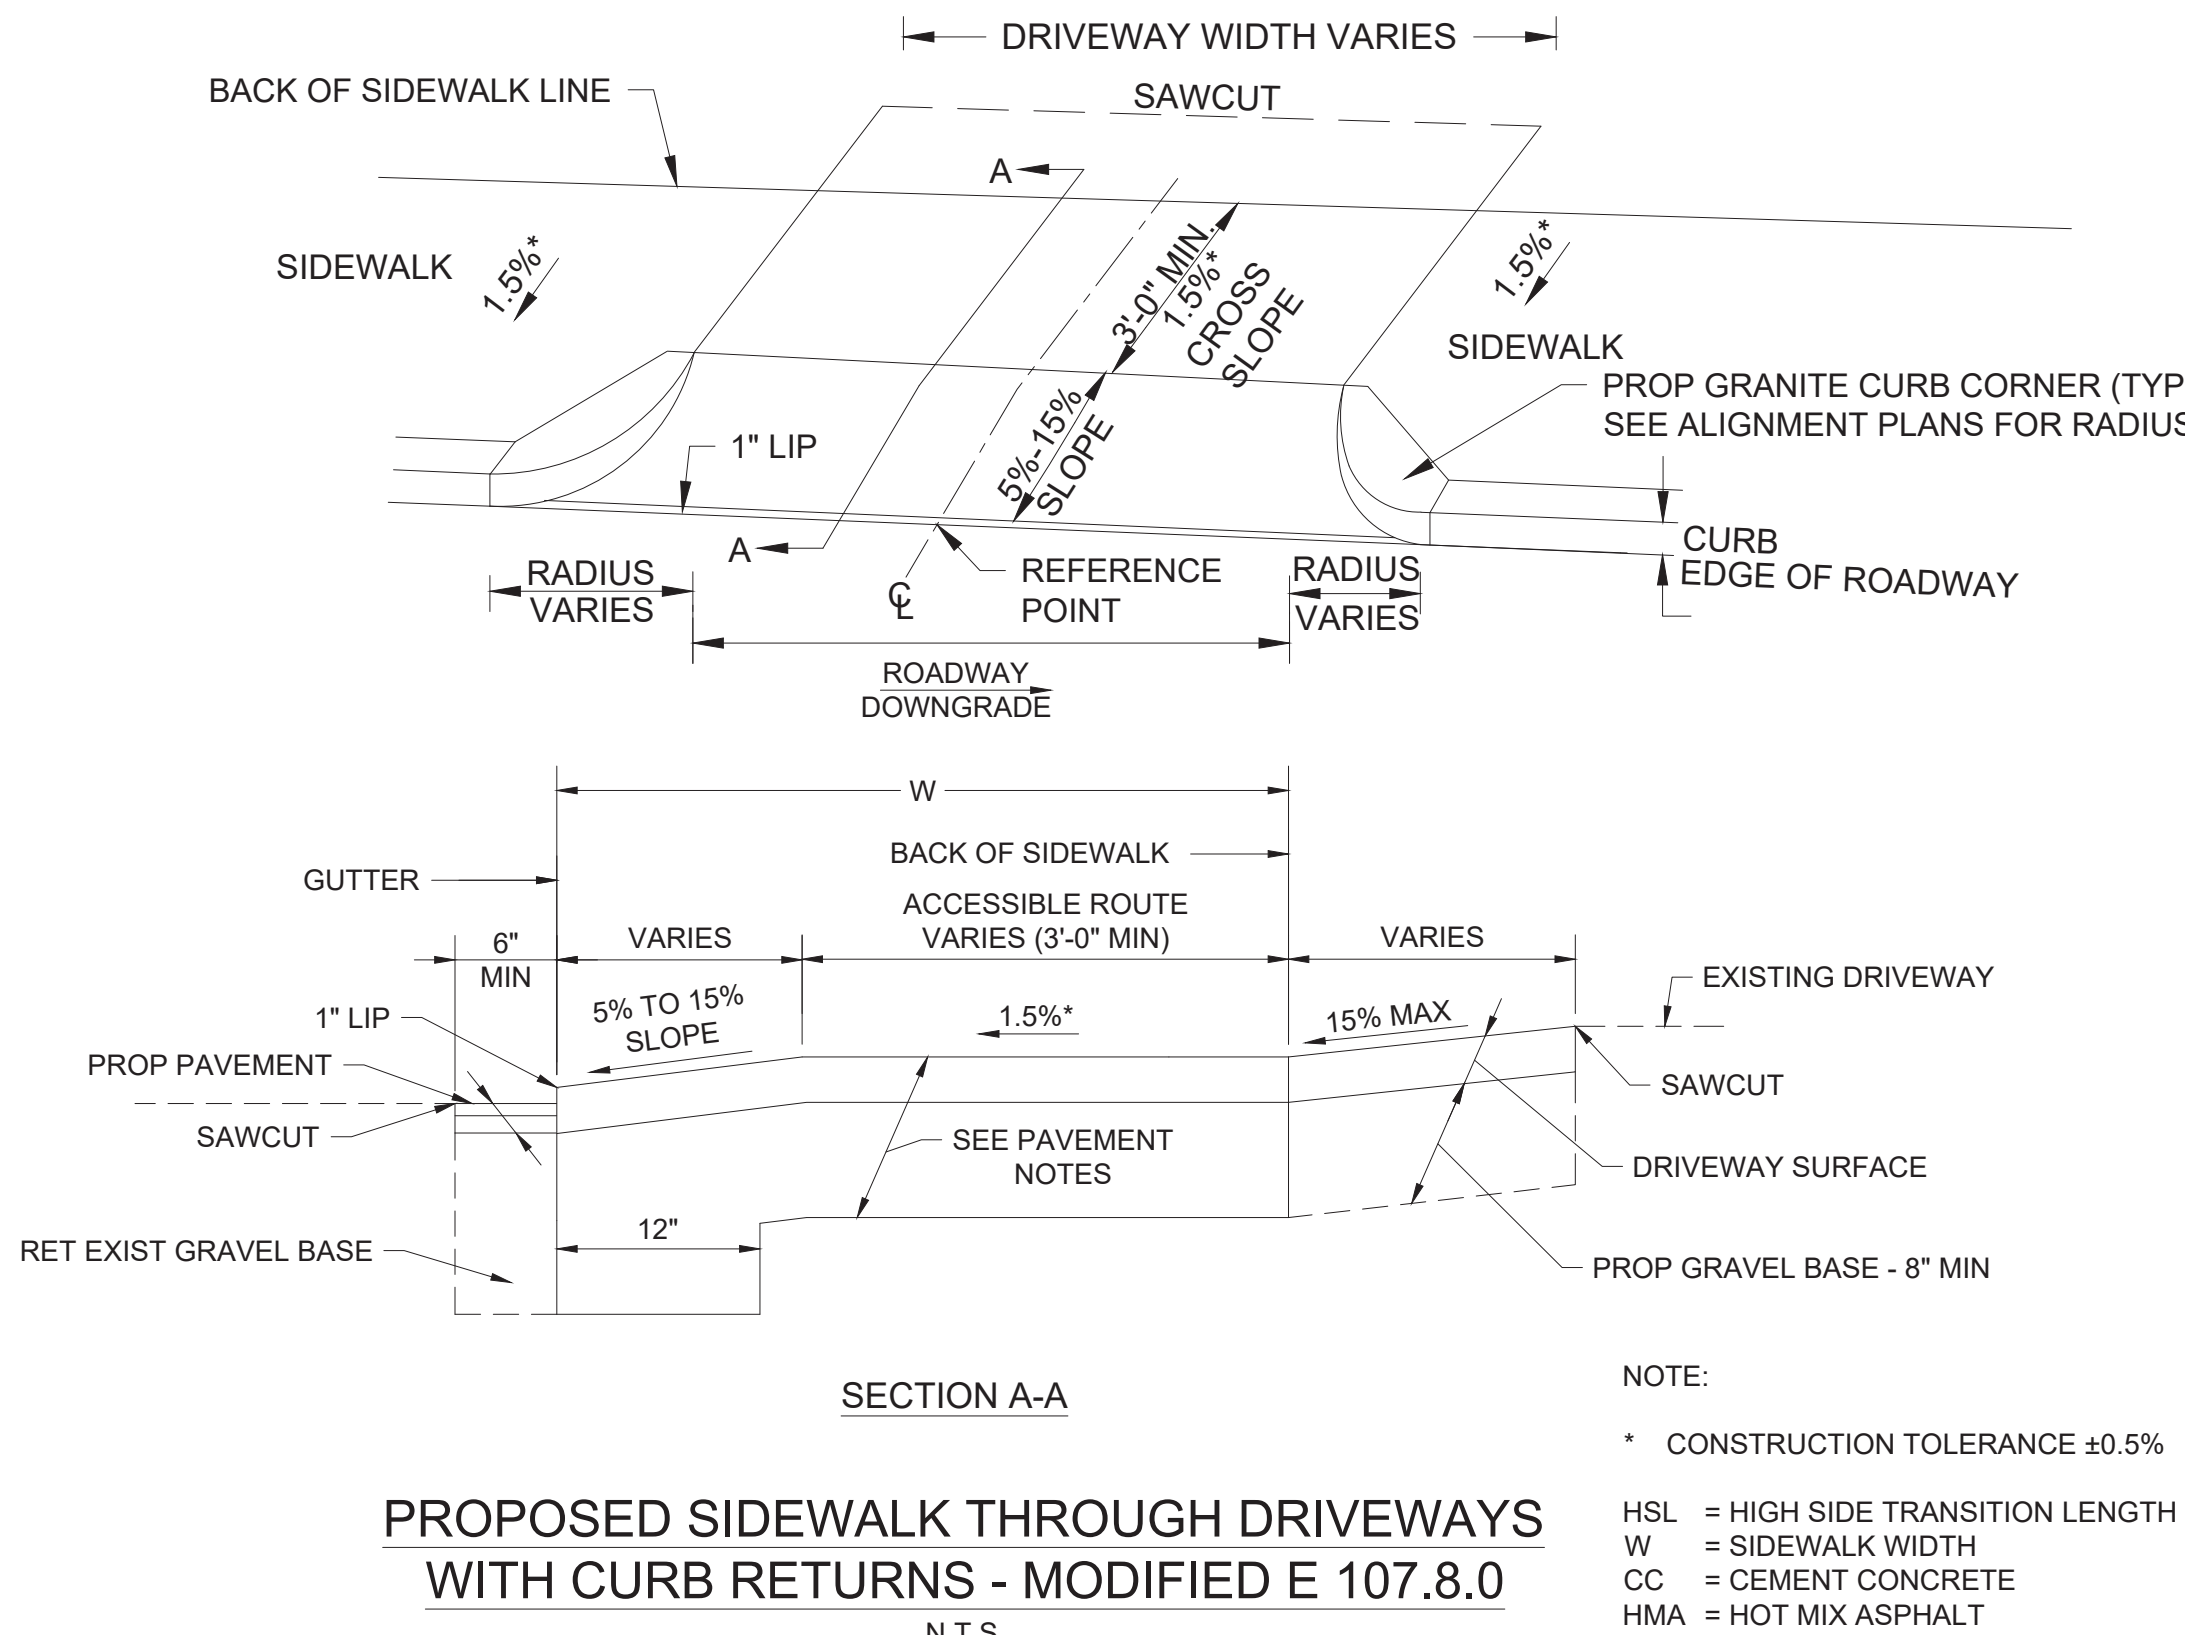 DRIVEWAY WIDTH VARIES
BACK OF SIDEWALK LINE
SAWCUT
A
SIDEWALK
1.5%*
3'-0" MIN.
1.5%*
CROSS
SLOPE
1.5%*
SIDEWALK
PROP GRANITE CURB CORNER (TYP
SEE ALIGNMENT PLANS FOR RADIUS
1" LIP
5%-15%
SLOPE
A
CURB
EDGE OF ROADWAY
RADIUS
VARIES
℄
REFERENCE
POINT
RADIUS
VARIES
ROADWAY
DOWNGRADE
W
BACK OF SIDEWALK
GUTTER
ACCESSIBLE ROUTE
VARIES (3'-0" MIN)
6"
MIN
VARIES
VARIES
EXISTING DRIVEWAY
5% TO 15%
SLOPE
1.5%*
15% MAX
1" LIP
PROP PAVEMENT
SAWCUT
SAWCUT
SEE PAVEMENT
NOTES
DRIVEWAY SURFACE
12"
RET EXIST GRAVEL BASE
PROP GRAVEL BASE - 8" MIN
SECTION A-A
NOTE:
* CONSTRUCTION TOLERANCE ±0.5%
HSL = HIGH SIDE TRANSITION LENGTH
W = SIDEWALK WIDTH
CC = CEMENT CONCRETE
HMA = HOT MIX ASPHALT
PROPOSED SIDEWALK THROUGH DRIVEWAYS
WITH CURB RETURNS - MODIFIED E 107.8.0
N.T.S.